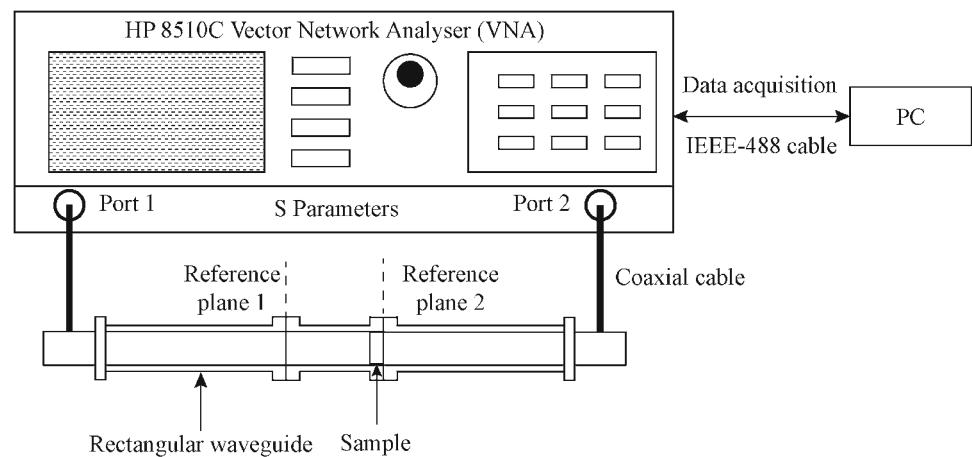 HP 8510C Vector Network Analyser (VNA)
Data acquisition
PC
IEEE-488 cable
Port 1
S Parameters
Port 2
Reference
plane 1
Reference
plane 2
Coaxial cable
Rectangular waveguide
Sample